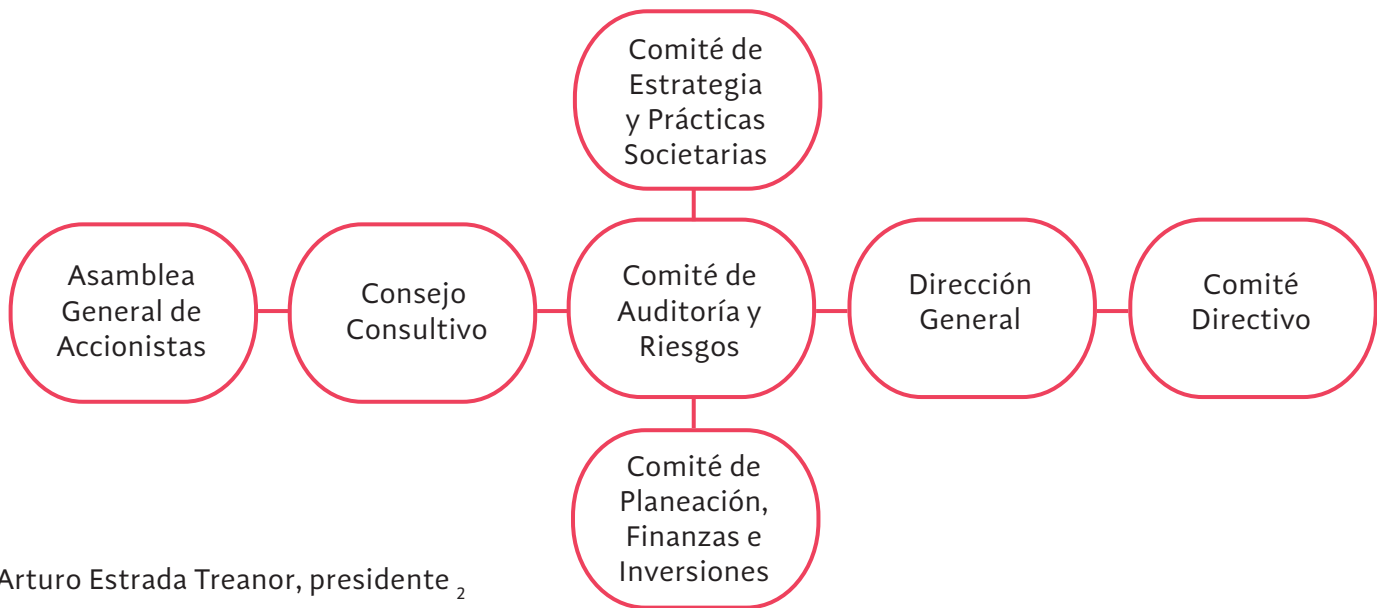 Comité de
Estrategia
y Prácticas
Societarias
Asamblea
General de
Accionistas
Consejo
Consultivo
Comité de
Auditoría y
Riesgos
Dirección
General
Comité
Directivo
Comité de
Planeación,
Finanzas e
Inversiones
Arturo Estrada Treanor, presidente 2